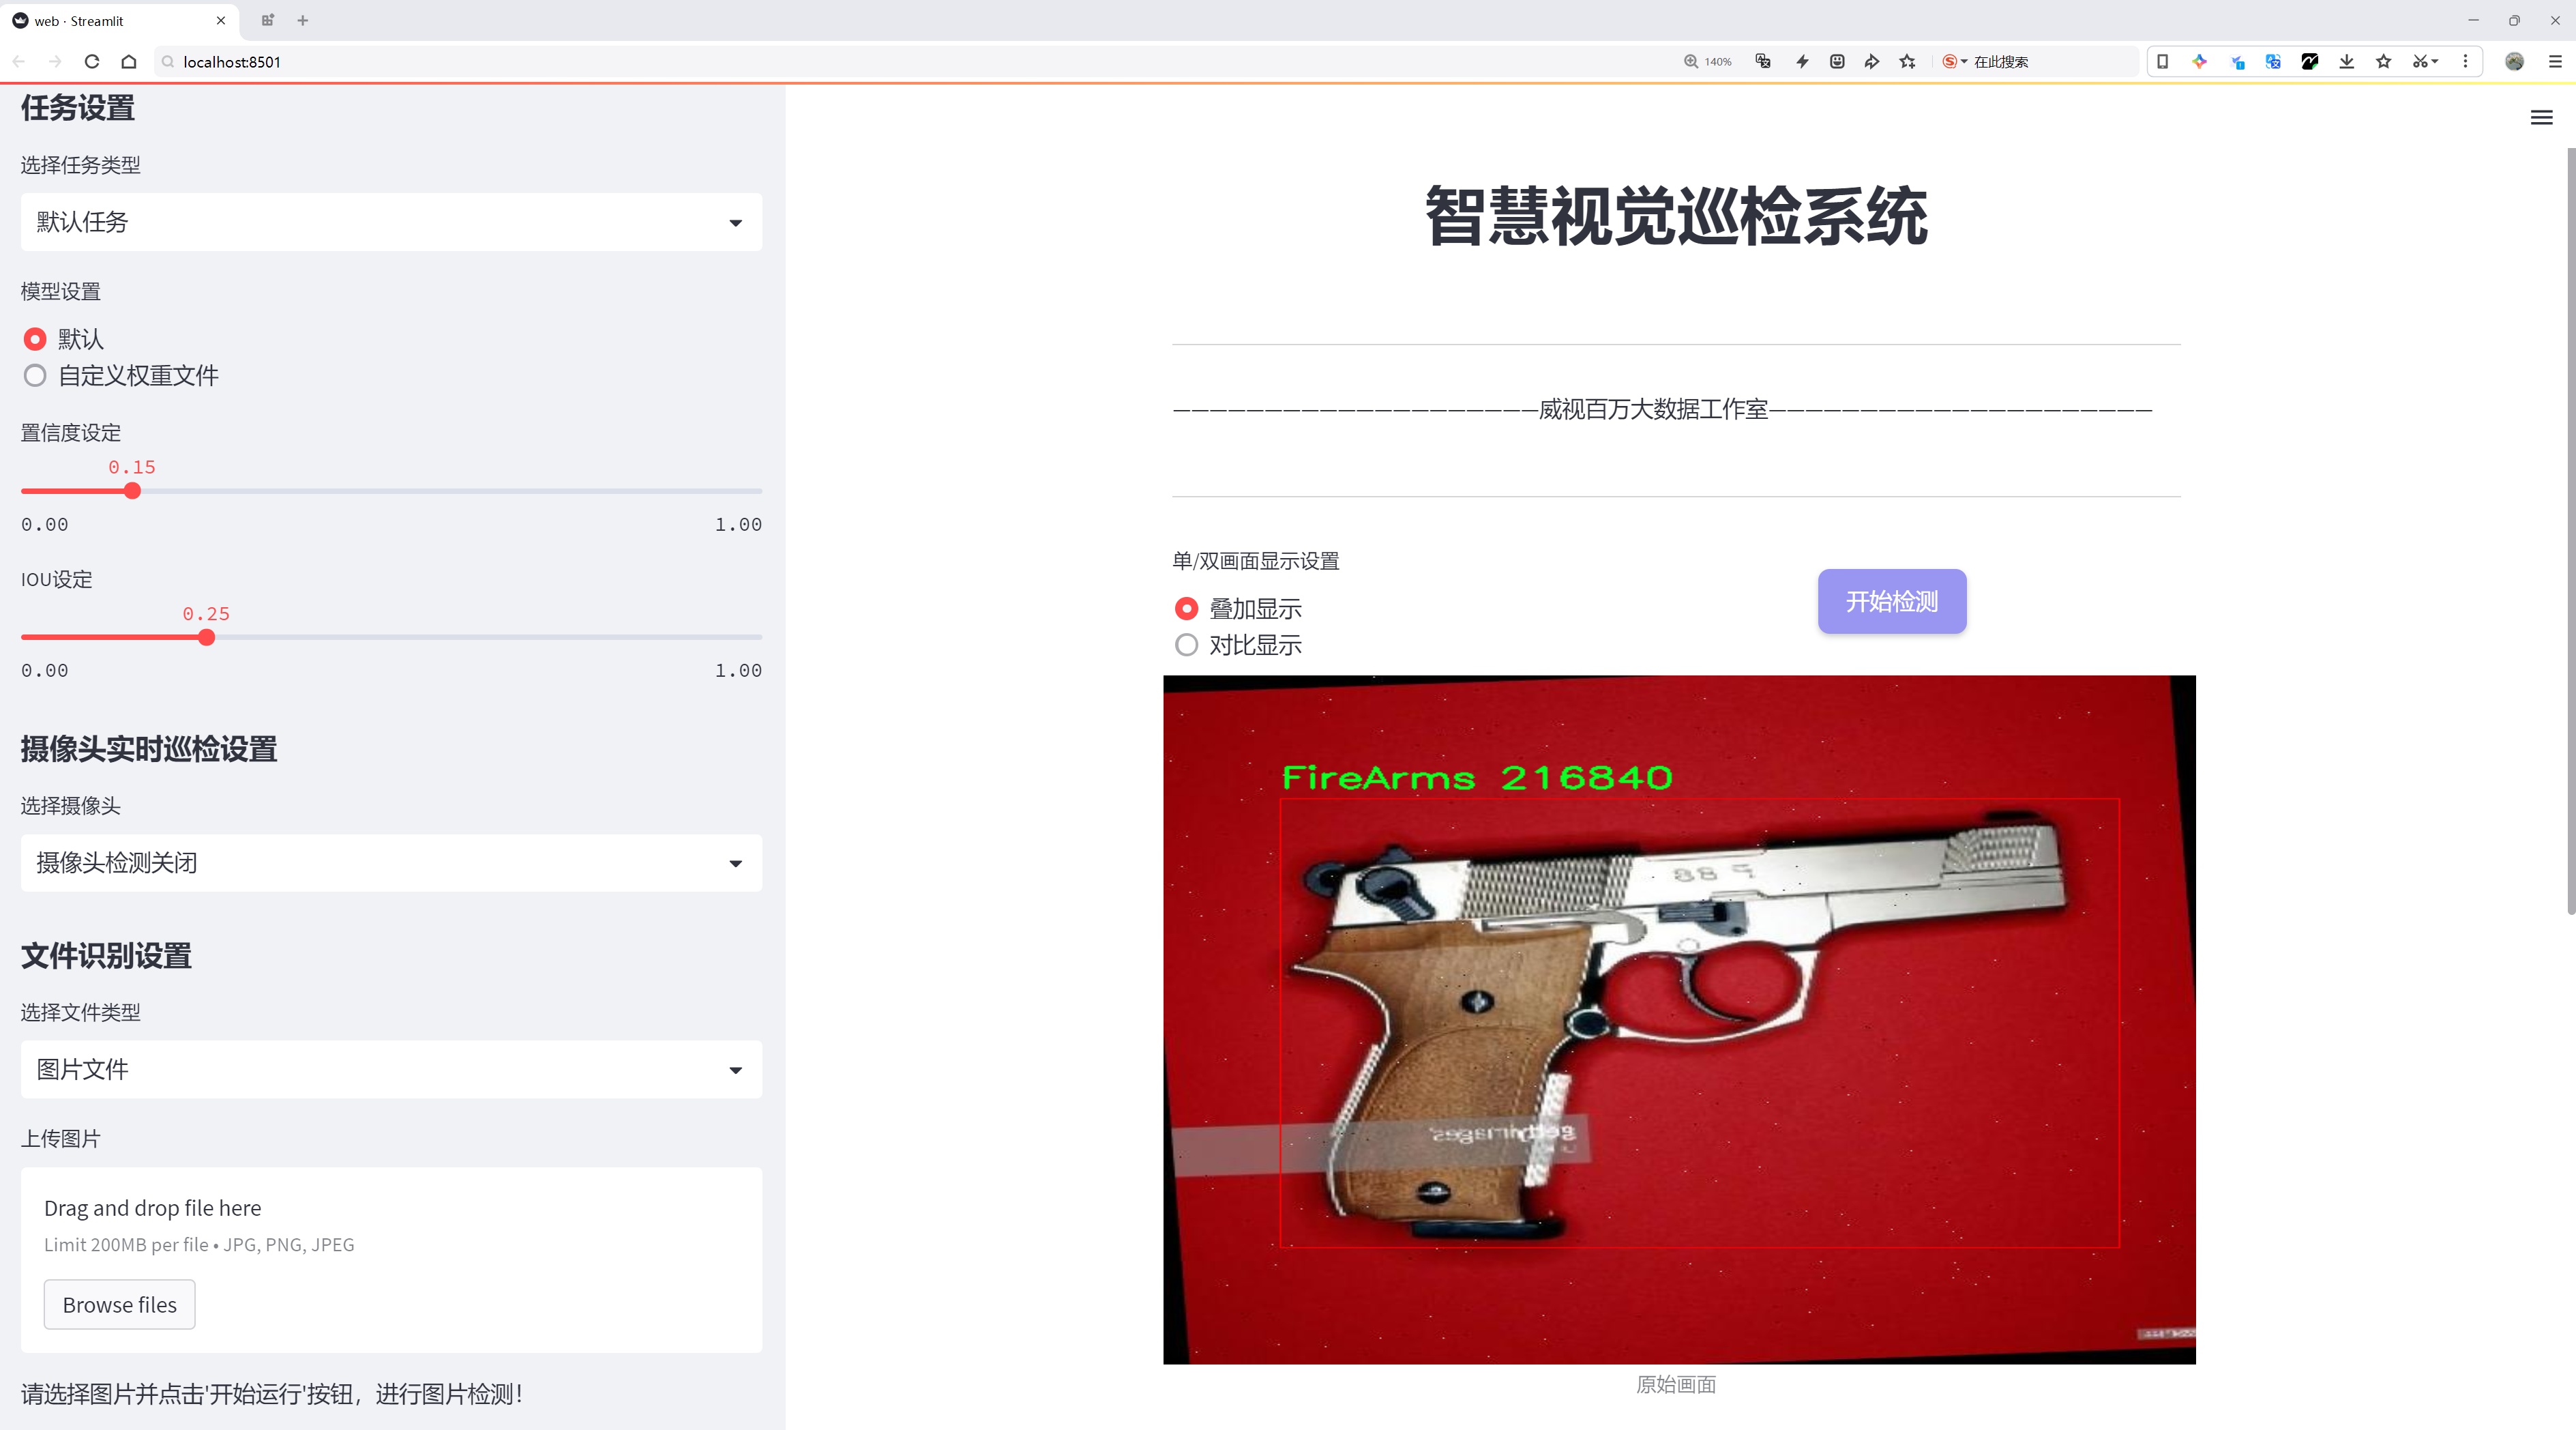 web · Streamlit
localhost:8501
140%
在此搜索
任务设置
选择任务类型
默认任务
模型设置
默认
自定义权重文件
置信度设定
0.15
0.00 1.00
IOU设定
0.25
0.00 1.00
摄像头实时巡检设置
选择摄像头
摄像头检测关闭
文件识别设置
选择文件类型
图片文件
上传图片
Drag and drop file here
Limit 200MB per file • JPG, PNG, JPEG
Browse files
请选择图片并点击'开始运行'按钮，进行图片检测！
智慧视觉巡检系统
————————————————————威视百万大数据工作室—————————————————————
单/双画面显示设置
叠加显示
对比显示
开始检测
FireArms 216840
gettyimages
原始画面